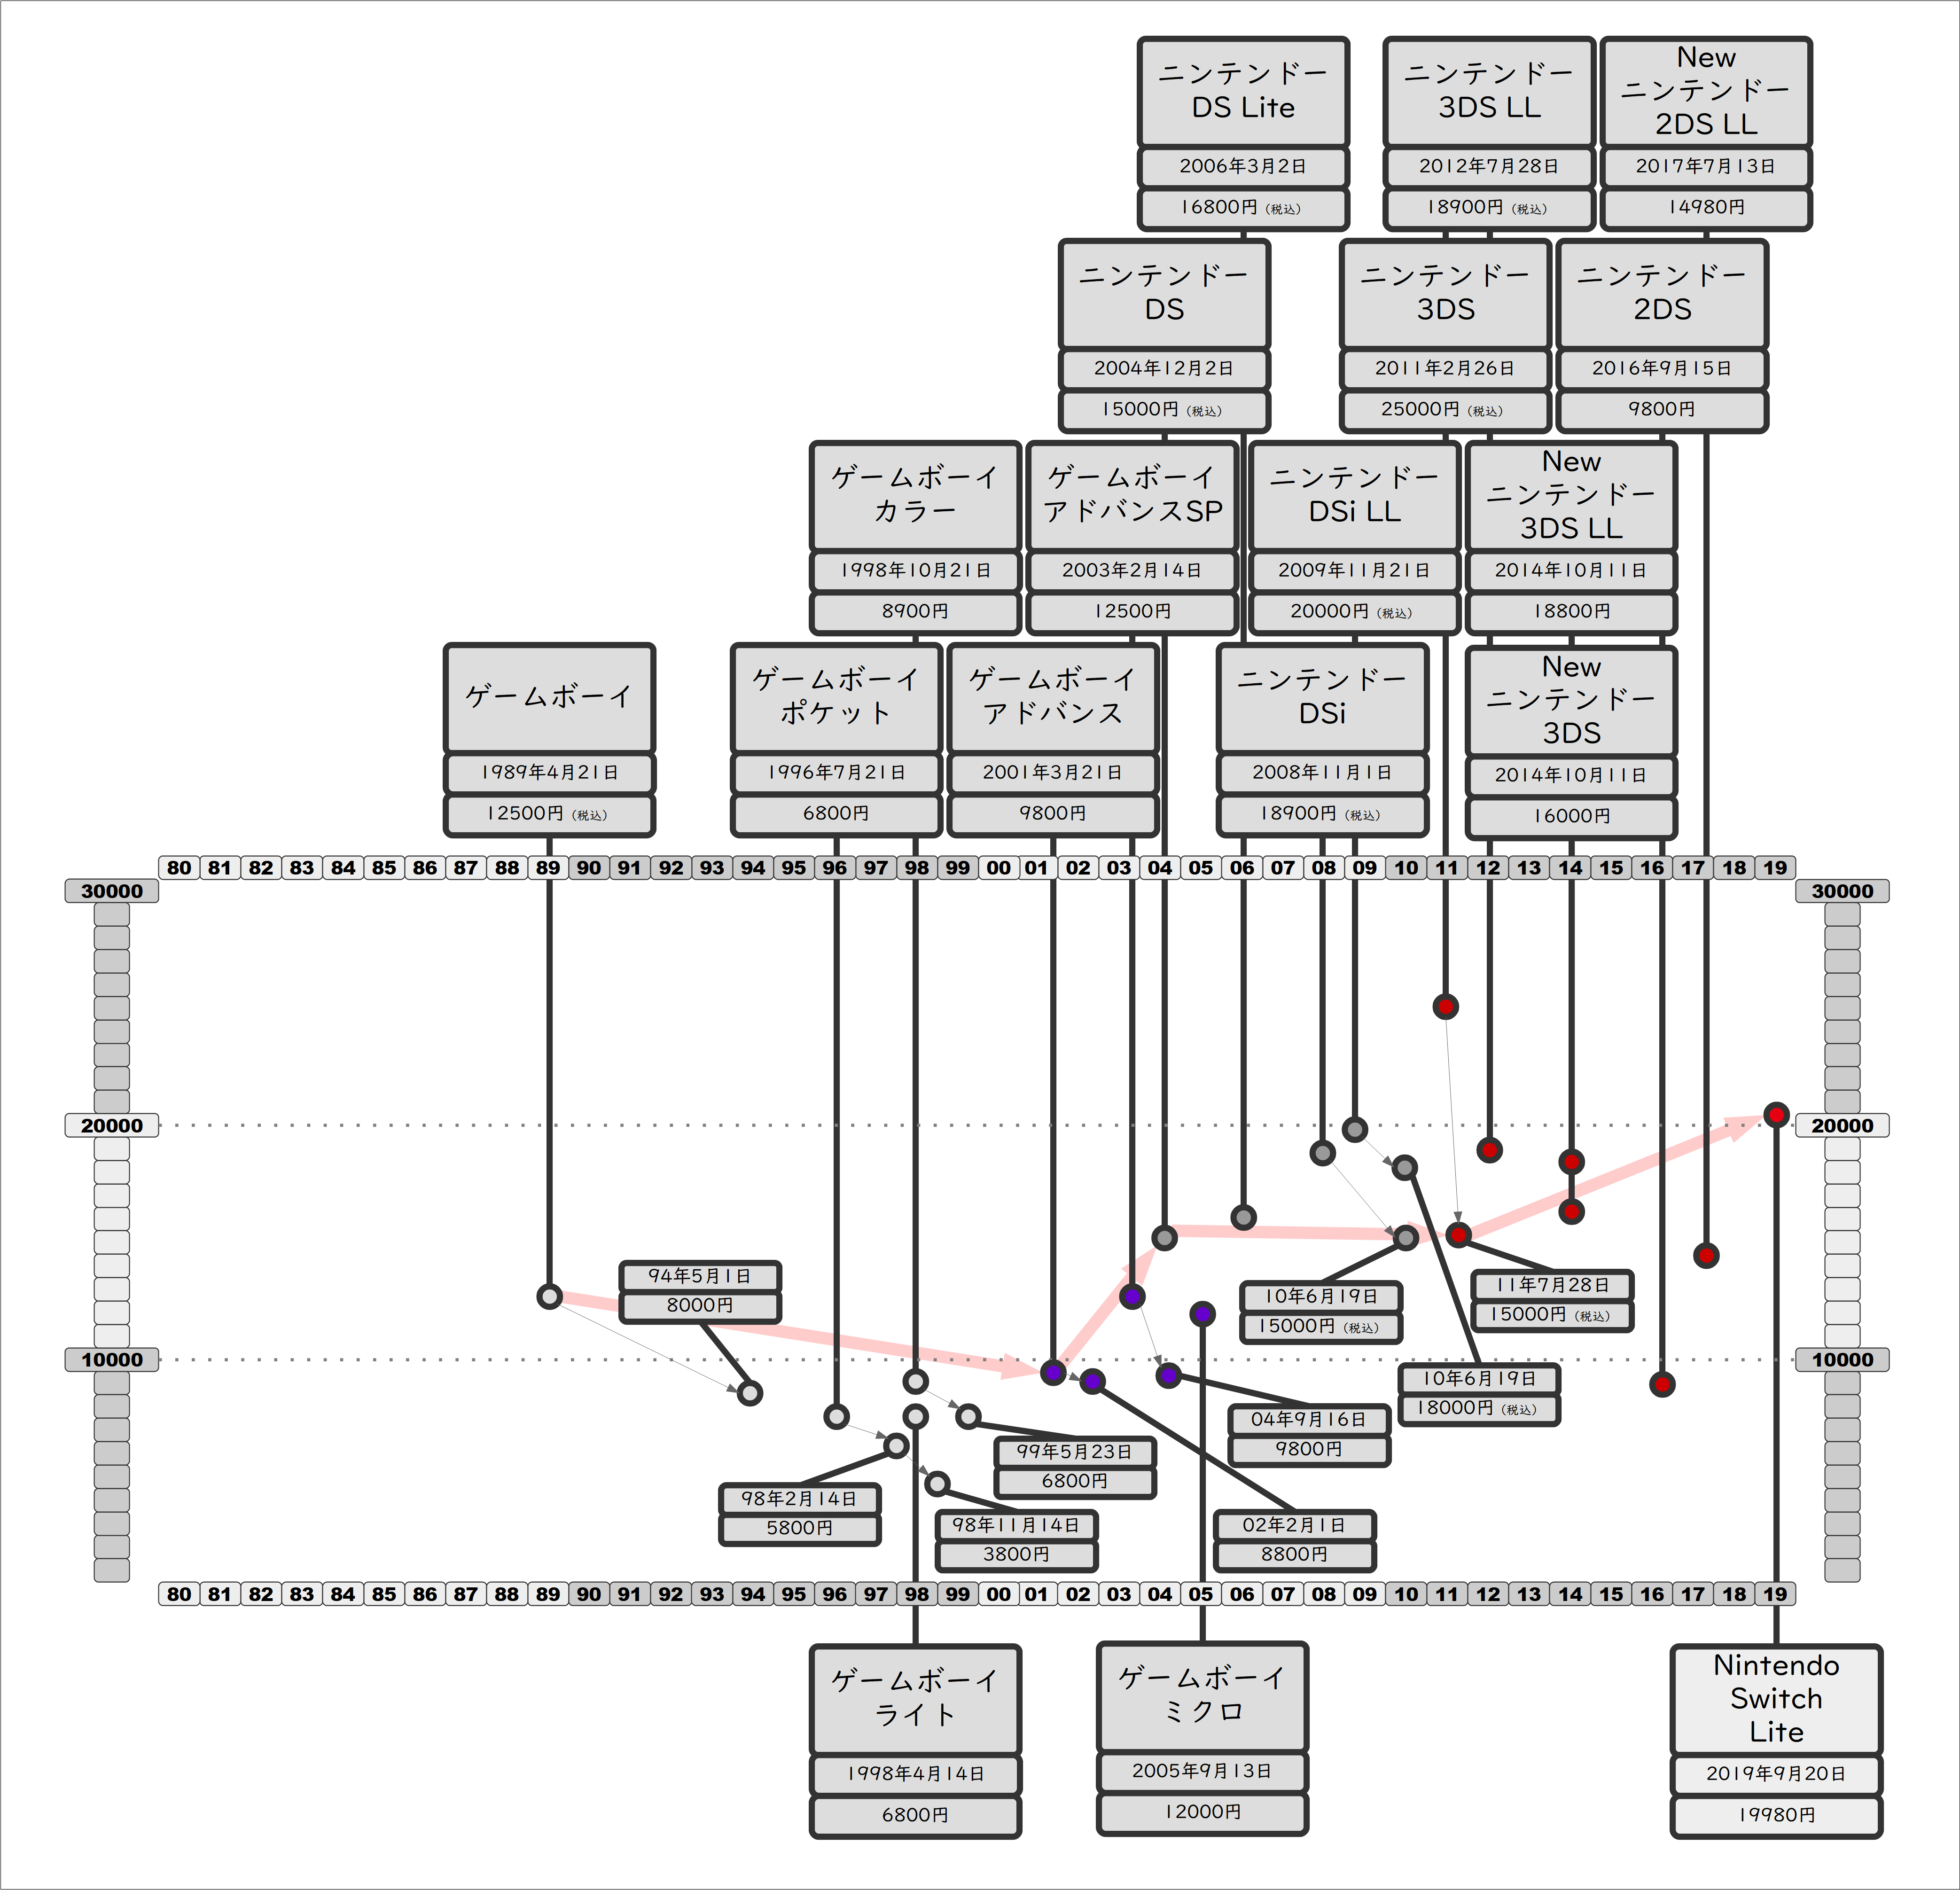 ニンテンドー
DS Lite
2006年3月2日
16800円（税込）
ニンテンドー
3DS LL
2012年7月28日
18900円（税込）
New
ニンテンドー
2DS LL
2017年7月13日
14980円
ニンテンドー
DS
2004年12月2日
15000円（税込）
ニンテンドー
3DS
2011年2月26日
25000円（税込）
ニンテンドー
2DS
2016年9月15日
9800円
ゲームボーイ
カラー
1998年10月21日
8900円
ゲームボーイ
アドバンスSP
2003年2月14日
12500円
ニンテンドー
DSi LL
2009年11月21日
20000円（税込）
New
ニンテンドー
3DS LL
2014年10月11日
18800円
ゲームボーイ
1989年4月21日
12500円（税込）
ゲームボーイ
ポケット
1996年7月21日
6800円
ゲームボーイ
アドバンス
2001年3月21日
9800円
ニンテンドー
DSi
2008年11月1日
18900円（税込）
New
ニンテンドー
3DS
2014年10月11日
16000円
80 81 82 83 84 85 86 87 88 89 90 91 92 93 94 95 96 97 98 99 00 01 02 03 04 05 06 07 08 09 10 11 12 13 14 15 16 17 18 19
30000 30000
20000 20000
94年5月1日
8000円
10年6月19日
15000円（税込）
11年7月28日
15000円（税込）
10000 10000
10年6月19日
18000円（税込）
04年9月16日
9800円
99年5月23日
6800円
98年2月14日
5800円
98年11月14日
3800円
02年2月1日
8800円
80 81 82 83 84 85 86 87 88 89 90 91 92 93 94 95 96 97 98 99 00 01 02 03 04 05 06 07 08 09 10 11 12 13 14 15 16 17 18 19
ゲームボーイ
ライト
1998年4月14日
6800円
ゲームボーイ
ミクロ
2005年9月13日
12000円
Nintendo
Switch
Lite
2019年9月20日
19980円